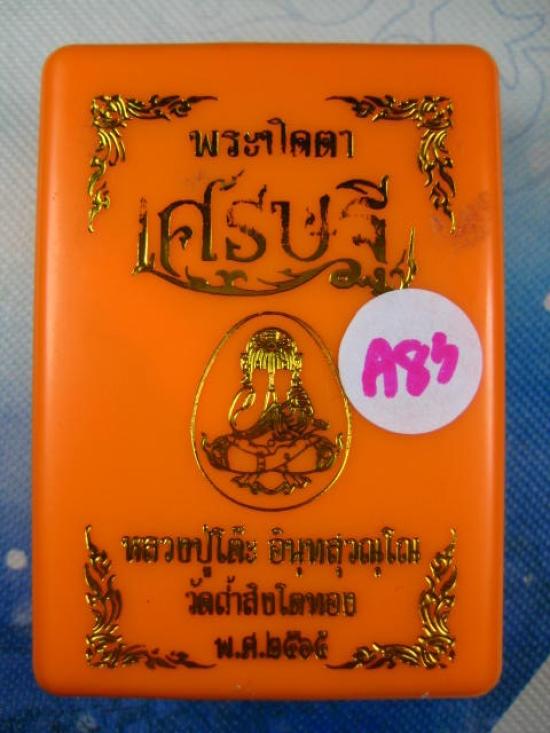 พระปิดตา
เศรษฐี
A85
หลวงปู่โต๊ะ อินฺทสุวณฺโณ
วัดถ้ำสิงโตทอง
พ.ศ.๒๕๖๕